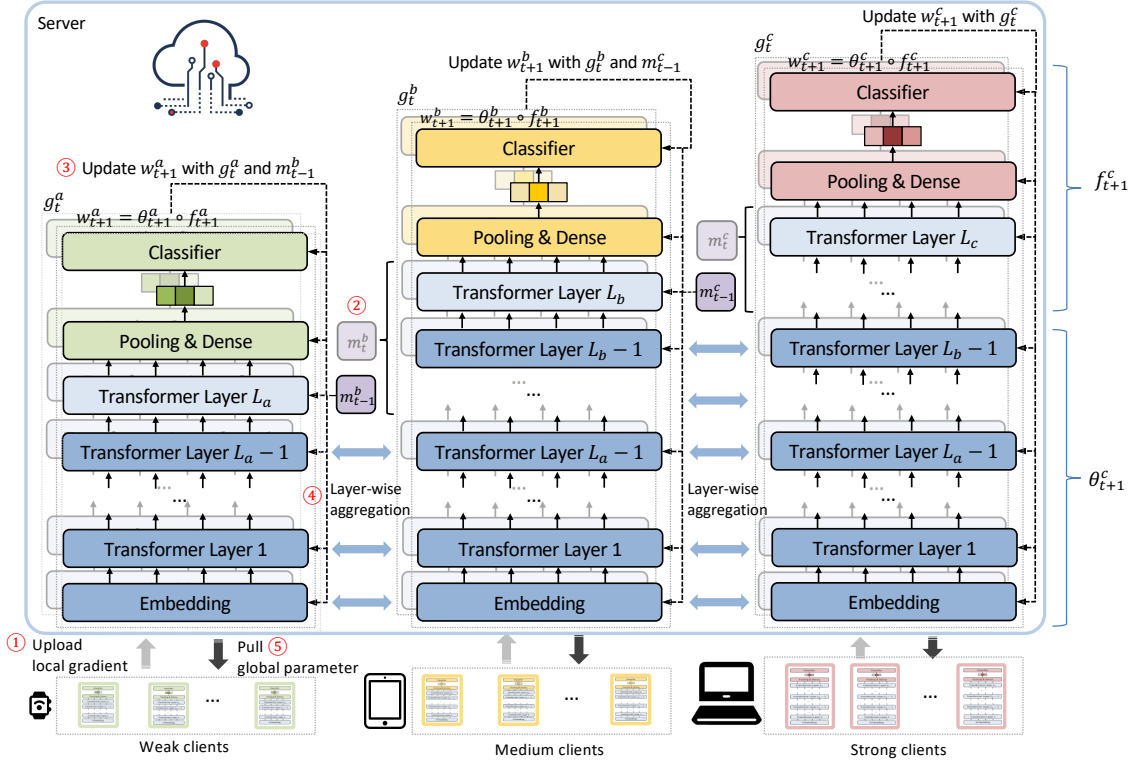 Server
③ Update $w_{t+1}^a$ with $g_t^a$ and $m_{t-1}^b$
$g_t^a$
$w_{t+1}^a = \theta_{t+1}^a \circ f_{t+1}^a$
Classifier
Pooling & Dense
Transformer Layer $L_a$
Transformer Layer $L_a - 1$
...
...
Transformer Layer 1
Embedding
②
$m_t^b$
$m_{t-1}^b$
④ Layer-wise
aggregation
Update $w_{t+1}^b$ with $g_t^b$ and $m_{t-1}^c$
$g_t^b$
$w_{t+1}^b = \theta_{t+1}^b \circ f_{t+1}^b$
Classifier
Pooling & Dense
Transformer Layer $L_b$
Transformer Layer $L_b - 1$
...
...
Transformer Layer $L_a - 1$
...
...
Transformer Layer 1
Embedding
$m_t^c$
$m_{t-1}^c$
Layer-wise
aggregation
Update $w_{t+1}^c$ with $g_t^c$
$g_t^c$
$w_{t+1}^c = \theta_{t+1}^c \circ f_{t+1}^c$
Classifier
Pooling & Dense
Transformer Layer $L_c$
...
...
Transformer Layer $L_b - 1$
...
...
Transformer Layer $L_a - 1$
...
...
Transformer Layer 1
Embedding
$f_{t+1}^c$
$\theta_{t+1}^c$
① Upload
local gradient
Pull ⑤
global parameter
...
Weak clients
...
Medium clients
...
Strong clients